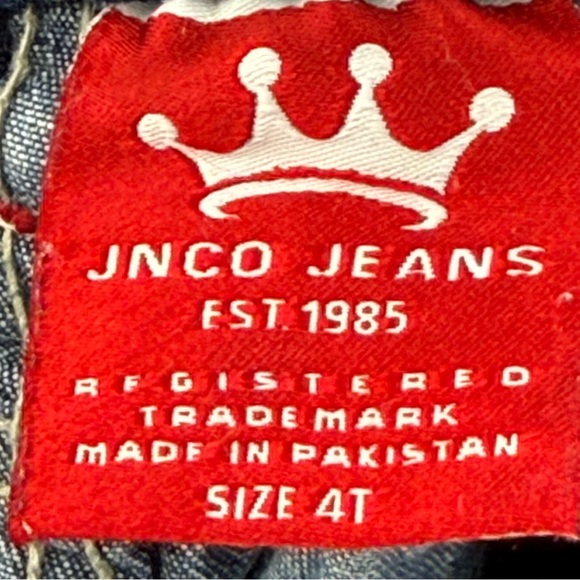 JNCO JEANS
EST. 1985
REGISTERED
TRADEMARK
MADE IN PAKISTAN
SIZE 4T